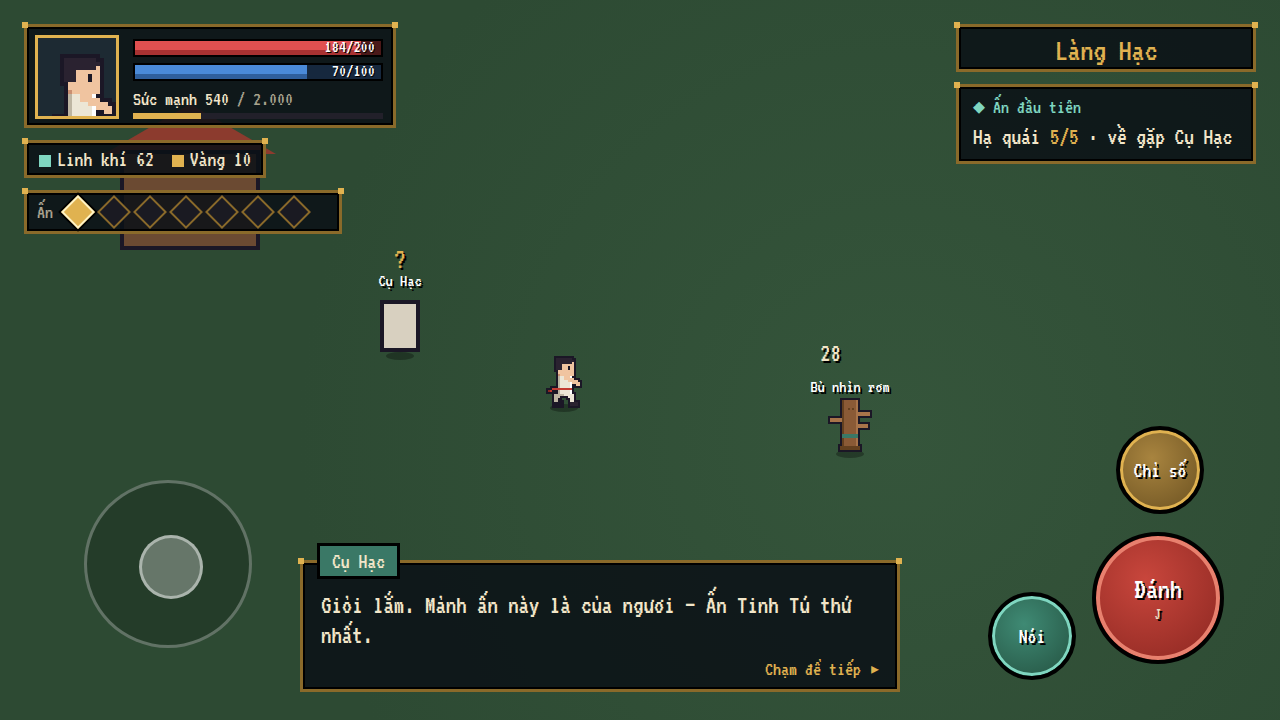 184/200
70/100
Sức mạnh 540 / 2.000
Linh khí 62 Vàng 10
Ấn
Làng Hạc
Ấn đầu tiên
Hạ quái 5/5 · về gặp Cụ Hạc
?
Cụ Hạc
28
Bù nhìn rơm
Chỉ số
Đánh
J
Nói
Cụ Hạc
Giỏi lắm. Mảnh ấn này là của ngươi — Ấn Tinh Tú thứ
nhất.
Chạm để tiếp ▶